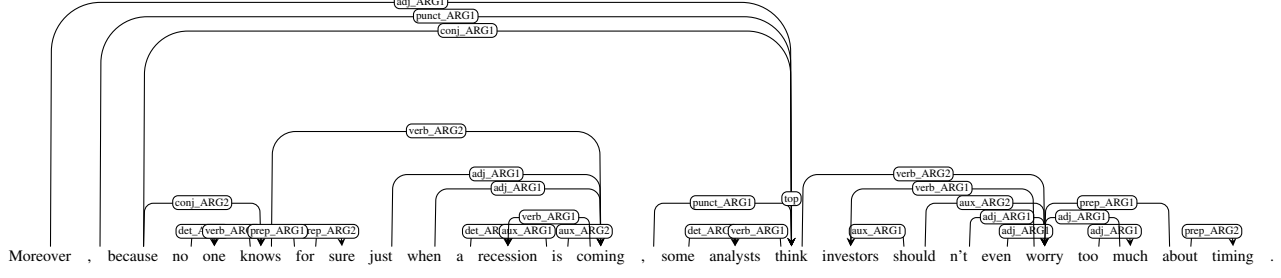 adj_ARG1
punct_ARG1
conj_ARG1
verb_ARG2
adj_ARG1 verb_ARG2
adj_ARG1 verb_ARG1
conj_ARG2 punct_ARG1 top aux_ARG2 prep_ARG1
verb_ARG1 adj_ARG1 adj_ARG1
prep_ARG1 aux_ARG1 aux_ARG2 verb_ARG1 aux_ARG1 adj_ARG1 adj_ARG1 prep_ARG2
Moreover , because no one knows for sure just when a recession is coming , some analysts think investors should n't even worry too much about timing .